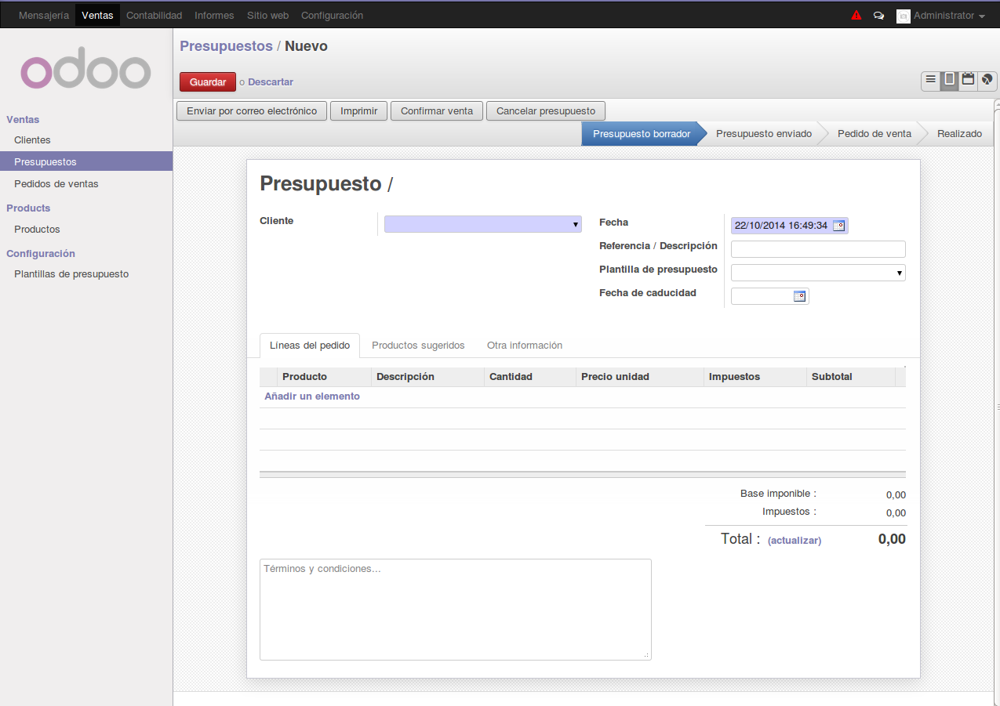 Mensajería Ventas Contabilidad Informes Sitio web Configuración Administrator
odoo
Ventas
Clientes
Presupuestos
Pedidos de ventas
Products
Productos
Configuración
Plantillas de presupuesto
Presupuestos / Nuevo
Guardar o Descartar
Enviar por correo electrónico Imprimir Confirmar venta Cancelar presupuesto
Presupuesto borrador Presupuesto enviado Pedido de venta Realizado
Presupuesto /
Cliente
Fecha 22/10/2014 16:49:34
Referencia / Descripción
Plantilla de presupuesto
Fecha de caducidad
Líneas del pedido Productos sugeridos Otra información
Producto Descripción Cantidad Precio unidad Impuestos Subtotal
Añadir un elemento
Base imponible : 0,00
Impuestos : 0,00
Total : (actualizar) 0,00
Términos y condiciones...